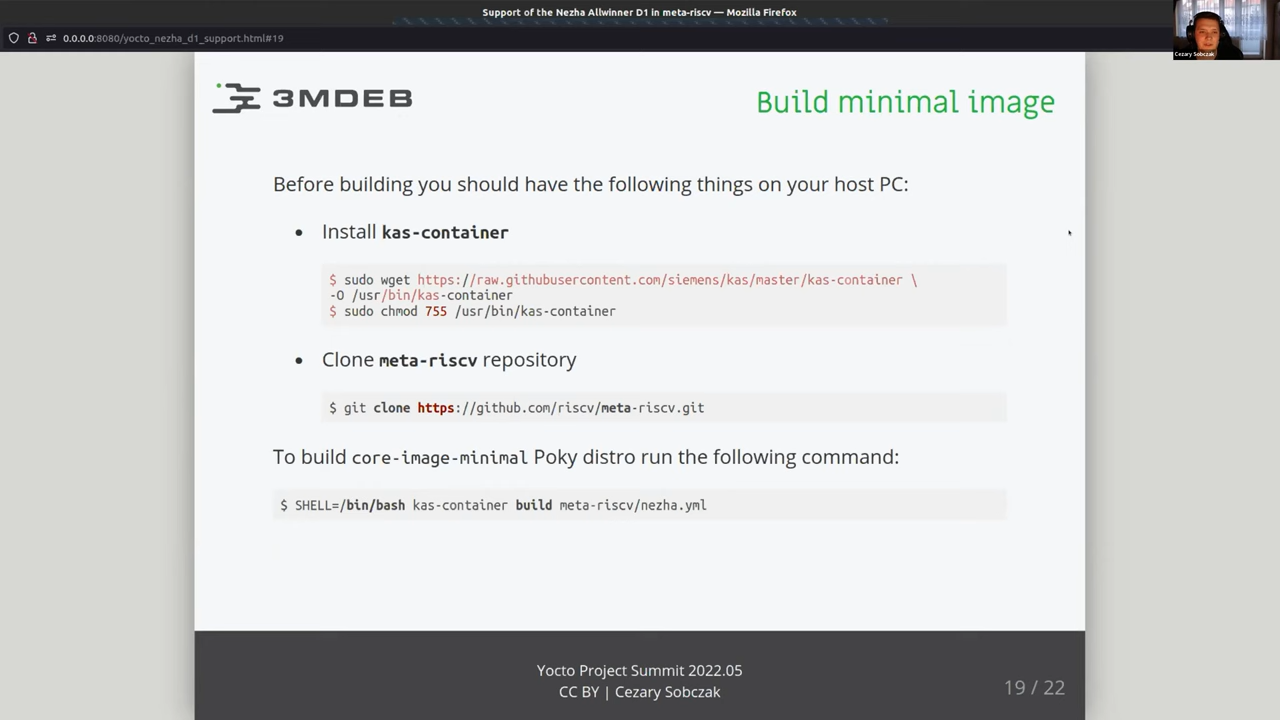 Support of the Nezha Allwinner D1 in meta-riscv — Mozilla Firefox
0.0.0.0:8080/yocto_nezha_d1_support.html#19
Cezary Sobczak
3MDEB
Build minimal image
Before building you should have the following things on your host PC:
• Install kas-container
$ sudo wget https://raw.githubusercontent.com/siemens/kas/master/kas-container \
-O /usr/bin/kas-container
$ sudo chmod 755 /usr/bin/kas-container
• Clone meta-riscv repository
$ git clone https://github.com/riscv/meta-riscv.git
To build core-image-minimal Poky distro run the following command:
$ SHELL=/bin/bash kas-container build meta-riscv/nezha.yml
Yocto Project Summit 2022.05
CC BY | Cezary Sobczak
19 / 22